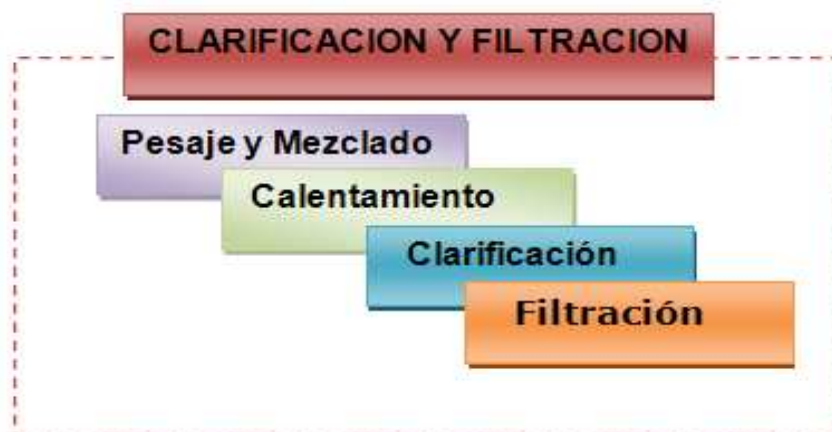 CLARIFICACION Y FILTRACION
Pesaje y Mezclado
Calentamiento
Clarificación
Filtración